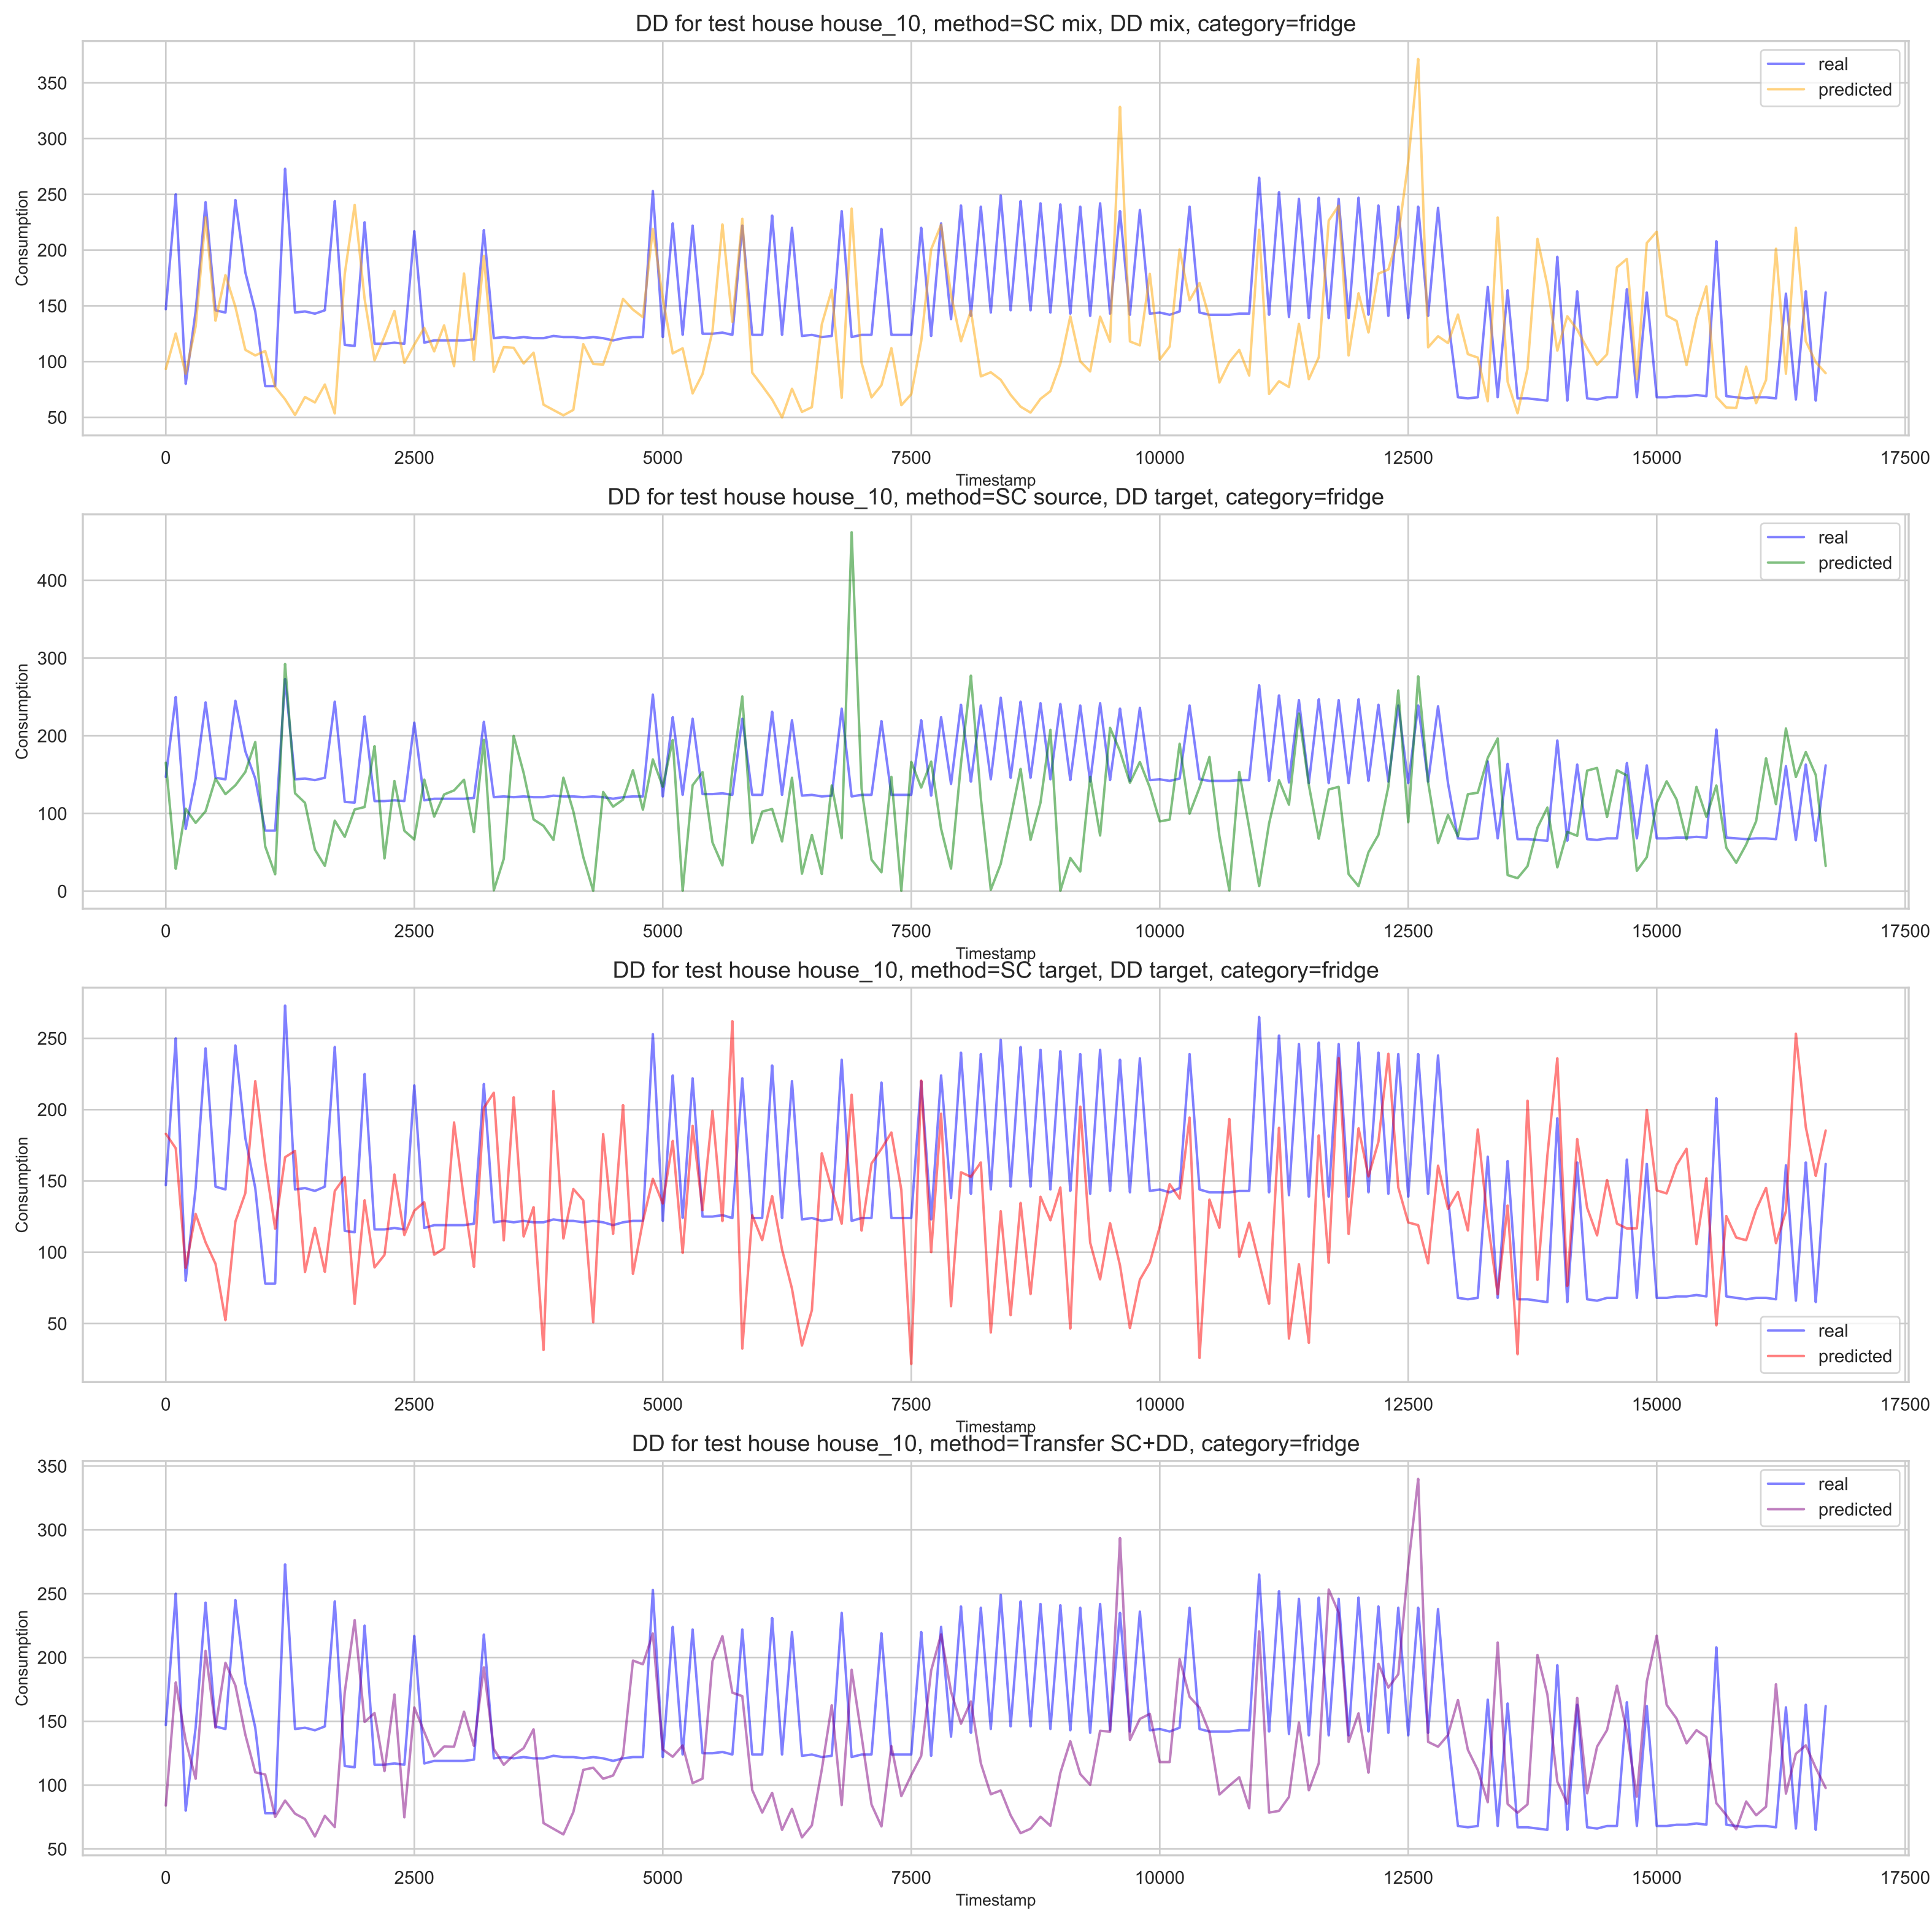 DD for test house house_10, method=SC mix, DD mix, category=fridge
real
predicted
Consumption
350
300
250
200
150
100
50
0 2500 5000 7500 10000 12500 15000 17500
Timestamp
DD for test house house_10, method=SC source, DD target, category=fridge
real
predicted
Consumption
400
300
200
100
0
0 2500 5000 7500 10000 12500 15000 17500
Timestamp
DD for test house house_10, method=SC target, DD target, category=fridge
Consumption
250
200
150
100
50
real
predicted
0 2500 5000 7500 10000 12500 15000 17500
Timestamp
DD for test house house_10, method=Transfer SC+DD, category=fridge
real
predicted
Consumption
350
300
250
200
150
100
50
0 2500 5000 7500 10000 12500 15000 17500
Timestamp